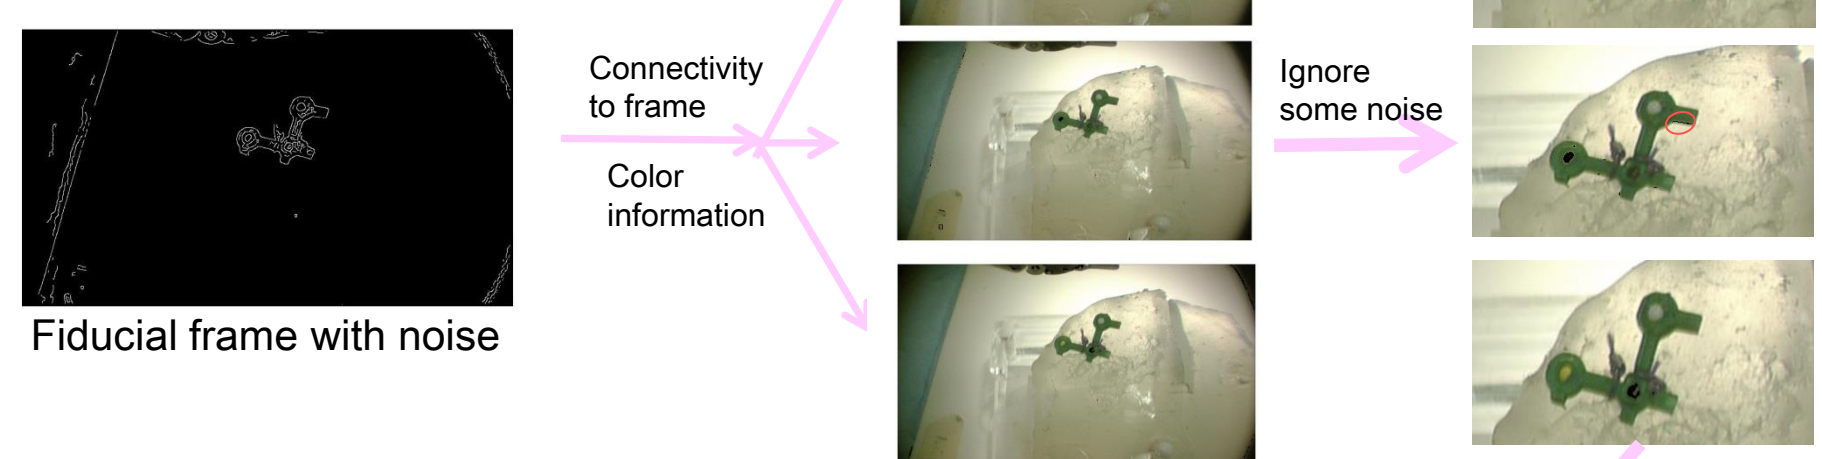 Connectivity
to frame
Color
information
Ignore
some noise
Fiducial frame with noise